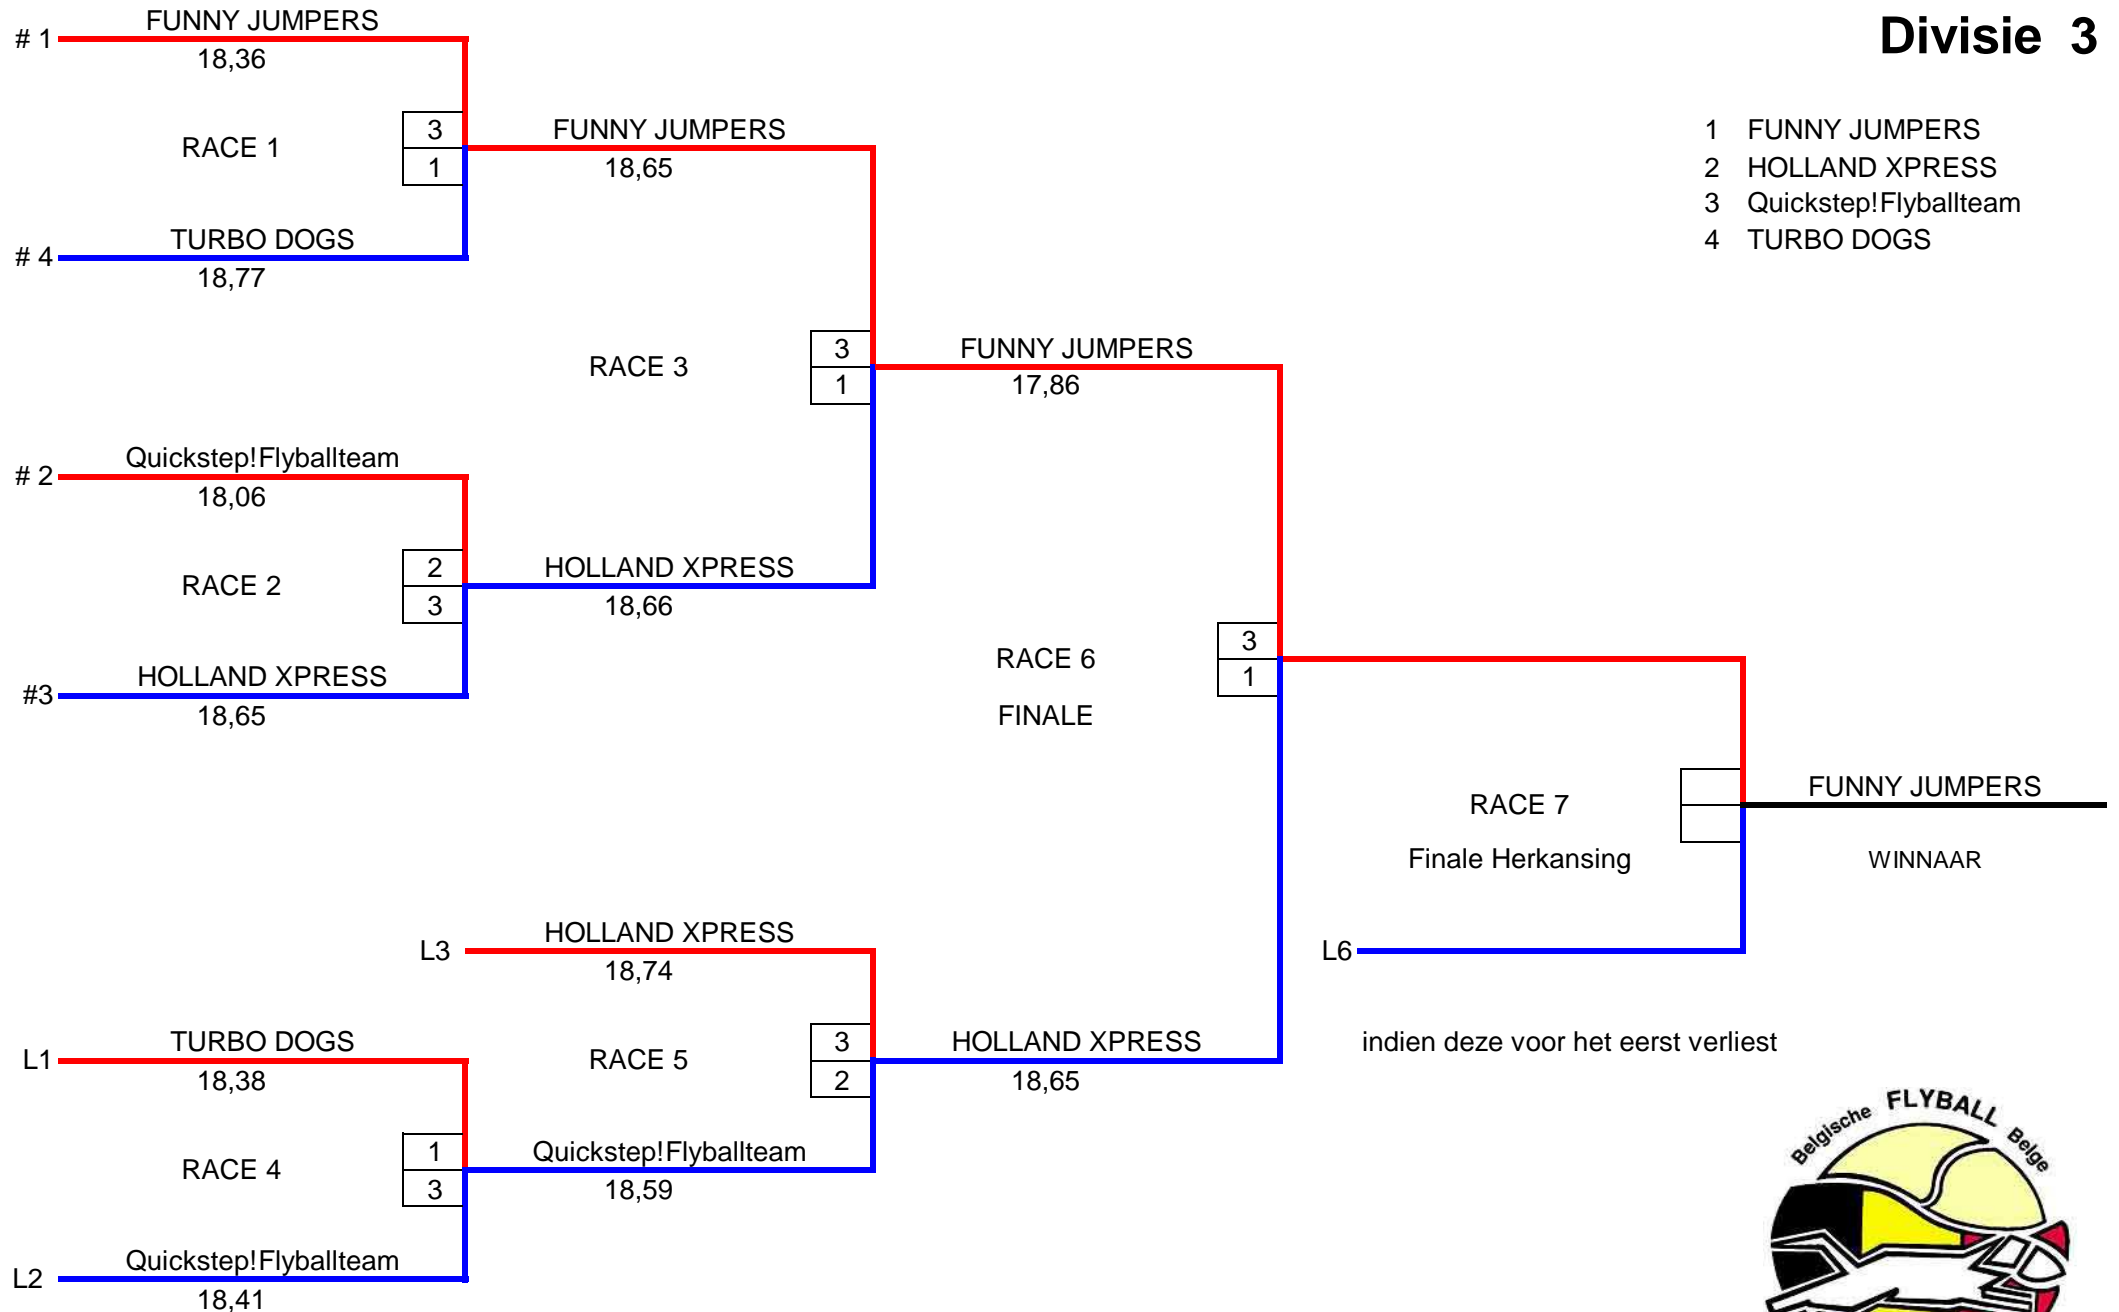 Divisie 3
1 FUNNY JUMPERS
2 HOLLAND XPRESS
3 Quickstep!Flyballteam
4 TURBO DOGS
# 1
FUNNY JUMPERS
18,36
RACE 1
3
1
# 4
TURBO DOGS
18,77
FUNNY JUMPERS
18,65
RACE 3
3
1
# 2
Quickstep!Flyballteam
18,06
RACE 2
2
3
#3
HOLLAND XPRESS
18,65
HOLLAND XPRESS
18,66
FUNNY JUMPERS
17,86
RACE 6
FINALE
3
1
RACE 7
Finale Herkansing
FUNNY JUMPERS
WINNAAR
L6
indien deze voor het eerst verliest
L3
HOLLAND XPRESS
18,74
RACE 5
3
2
HOLLAND XPRESS
18,65
L1
TURBO DOGS
18,38
RACE 4
1
3
Quickstep!Flyballteam
18,59
L2
Quickstep!Flyballteam
18,41
Belgische FLYBALL Belge